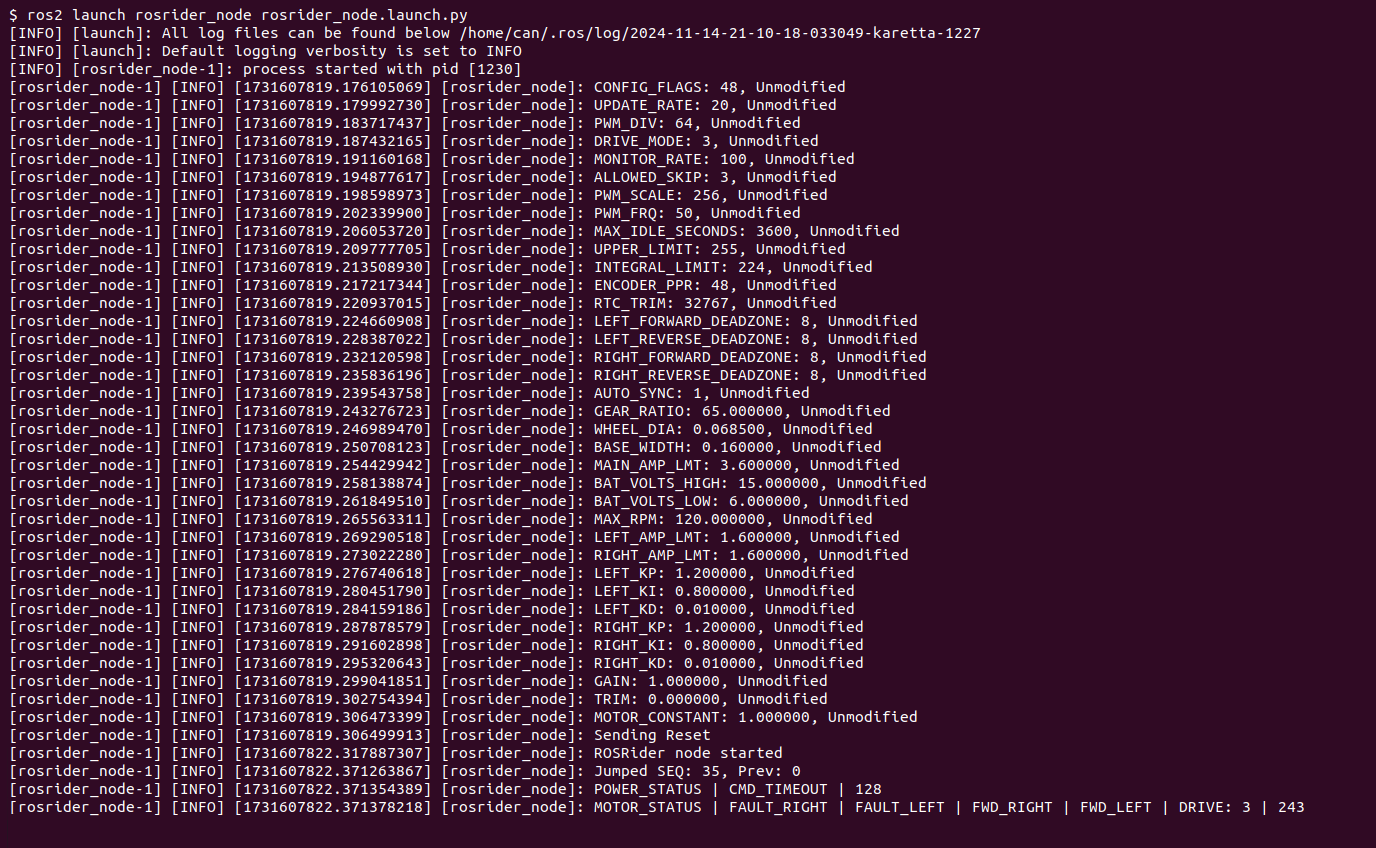 $ ros2 launch rosrider_node rosrider_node.launch.py
[INFO] [launch]: All log files can be found below /home/can/.ros/log/2024-11-14-21-10-18-033049-karetta-1227
[INFO] [launch]: Default logging verbosity is set to INFO
[INFO] [rosrider_node-1]: process started with pid [1230]
[rosrider_node-1] [INFO] [1731607819.176105069] [rosrider_node]: CONFIG_FLAGS: 48, Unmodified
[rosrider_node-1] [INFO] [1731607819.179992730] [rosrider_node]: UPDATE_RATE: 20, Unmodified
[rosrider_node-1] [INFO] [1731607819.183717437] [rosrider_node]: PWM_DIV: 64, Unmodified
[rosrider_node-1] [INFO] [1731607819.187432165] [rosrider_node]: DRIVE_MODE: 3, Unmodified
[rosrider_node-1] [INFO] [1731607819.191160168] [rosrider_node]: MONITOR_RATE: 100, Unmodified
[rosrider_node-1] [INFO] [1731607819.194877617] [rosrider_node]: ALLOWED_SKIP: 3, Unmodified
[rosrider_node-1] [INFO] [1731607819.198598973] [rosrider_node]: PWM_SCALE: 256, Unmodified
[rosrider_node-1] [INFO] [1731607819.202339900] [rosrider_node]: PWM_FRQ: 50, Unmodified
[rosrider_node-1] [INFO] [1731607819.206053720] [rosrider_node]: MAX_IDLE_SECONDS: 3600, Unmodified
[rosrider_node-1] [INFO] [1731607819.209777705] [rosrider_node]: UPPER_LIMIT: 255, Unmodified
[rosrider_node-1] [INFO] [1731607819.213508930] [rosrider_node]: INTEGRAL_LIMIT: 224, Unmodified
[rosrider_node-1] [INFO] [1731607819.217217344] [rosrider_node]: ENCODER_PPR: 48, Unmodified
[rosrider_node-1] [INFO] [1731607819.220937015] [rosrider_node]: RTC_TRIM: 32767, Unmodified
[rosrider_node-1] [INFO] [1731607819.224660908] [rosrider_node]: LEFT_FORWARD_DEADZONE: 8, Unmodified
[rosrider_node-1] [INFO] [1731607819.228387022] [rosrider_node]: LEFT_REVERSE_DEADZONE: 8, Unmodified
[rosrider_node-1] [INFO] [1731607819.232120598] [rosrider_node]: RIGHT_FORWARD_DEADZONE: 8, Unmodified
[rosrider_node-1] [INFO] [1731607819.235836196] [rosrider_node]: RIGHT_REVERSE_DEADZONE: 8, Unmodified
[rosrider_node-1] [INFO] [1731607819.239543758] [rosrider_node]: AUTO_SYNC: 1, Unmodified
[rosrider_node-1] [INFO] [1731607819.243276723] [rosrider_node]: GEAR_RATIO: 65.000000, Unmodified
[rosrider_node-1] [INFO] [1731607819.246989470] [rosrider_node]: WHEEL_DIA: 0.068500, Unmodified
[rosrider_node-1] [INFO] [1731607819.250708123] [rosrider_node]: BASE_WIDTH: 0.160000, Unmodified
[rosrider_node-1] [INFO] [1731607819.254429942] [rosrider_node]: MAIN_AMP_LMT: 3.600000, Unmodified
[rosrider_node-1] [INFO] [1731607819.258138874] [rosrider_node]: BAT_VOLTS_HIGH: 15.000000, Unmodified
[rosrider_node-1] [INFO] [1731607819.261849510] [rosrider_node]: BAT_VOLTS_LOW: 6.000000, Unmodified
[rosrider_node-1] [INFO] [1731607819.265563311] [rosrider_node]: MAX_RPM: 120.000000, Unmodified
[rosrider_node-1] [INFO] [1731607819.269290518] [rosrider_node]: LEFT_AMP_LMT: 1.600000, Unmodified
[rosrider_node-1] [INFO] [1731607819.273022280] [rosrider_node]: RIGHT_AMP_LMT: 1.600000, Unmodified
[rosrider_node-1] [INFO] [1731607819.276740618] [rosrider_node]: LEFT_KP: 1.200000, Unmodified
[rosrider_node-1] [INFO] [1731607819.280451790] [rosrider_node]: LEFT_KI: 0.800000, Unmodified
[rosrider_node-1] [INFO] [1731607819.284159186] [rosrider_node]: LEFT_KD: 0.010000, Unmodified
[rosrider_node-1] [INFO] [1731607819.287878579] [rosrider_node]: RIGHT_KP: 1.200000, Unmodified
[rosrider_node-1] [INFO] [1731607819.291602898] [rosrider_node]: RIGHT_KI: 0.800000, Unmodified
[rosrider_node-1] [INFO] [1731607819.295320643] [rosrider_node]: RIGHT_KD: 0.010000, Unmodified
[rosrider_node-1] [INFO] [1731607819.299041851] [rosrider_node]: GAIN: 1.000000, Unmodified
[rosrider_node-1] [INFO] [1731607819.302754394] [rosrider_node]: TRIM: 0.000000, Unmodified
[rosrider_node-1] [INFO] [1731607819.306473399] [rosrider_node]: MOTOR_CONSTANT: 1.000000, Unmodified
[rosrider_node-1] [INFO] [1731607819.306499913] [rosrider_node]: Sending Reset
[rosrider_node-1] [INFO] [1731607822.317887307] [rosrider_node]: ROSRider node started
[rosrider_node-1] [INFO] [1731607822.371263867] [rosrider_node]: Jumped SEQ: 35, Prev: 0
[rosrider_node-1] [INFO] [1731607822.371354389] [rosrider_node]: POWER_STATUS | CMD_TIMEOUT | 128
[rosrider_node-1] [INFO] [1731607822.371378218] [rosrider_node]: MOTOR_STATUS | FAULT_RIGHT | FAULT_LEFT | FWD_RIGHT | FWD_LEFT | DRIVE: 3 | 243